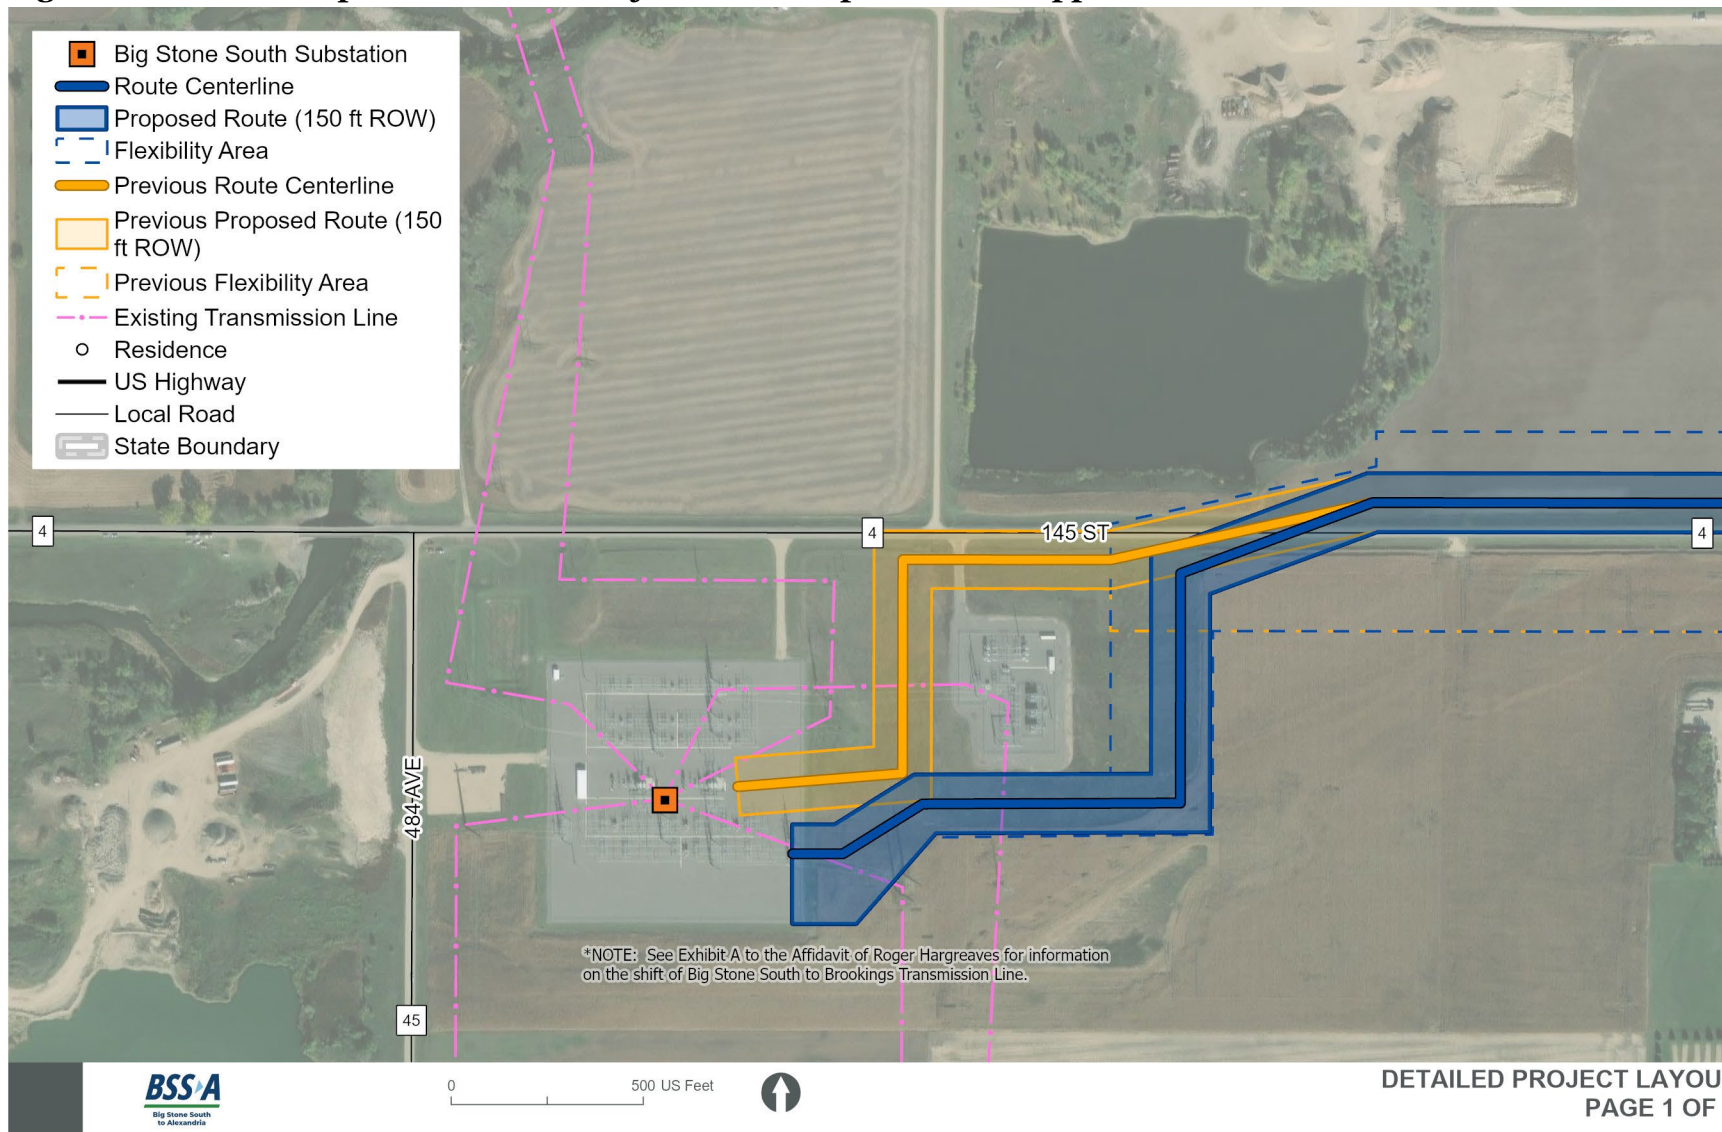 Big Stone South Substation
Route Centerline
Proposed Route (150 ft ROW)
Flexibility Area
Previous Route Centerline
Previous Proposed Route (150
ft ROW)
Previous Flexibility Area
Existing Transmission Line
Residence
US Highway
Local Road
State Boundary
4
4
145 ST
4
484 AVE
*NOTE: See Exhibit A to the Affidavit of Roger Hargreaves for information
on the shift of Big Stone South to Brookings Transmission Line.
45
BSS A
Big Stone South
to Alexandria
0
500 US Feet
DETAILED PROJECT LAYOU
PAGE 1 OF